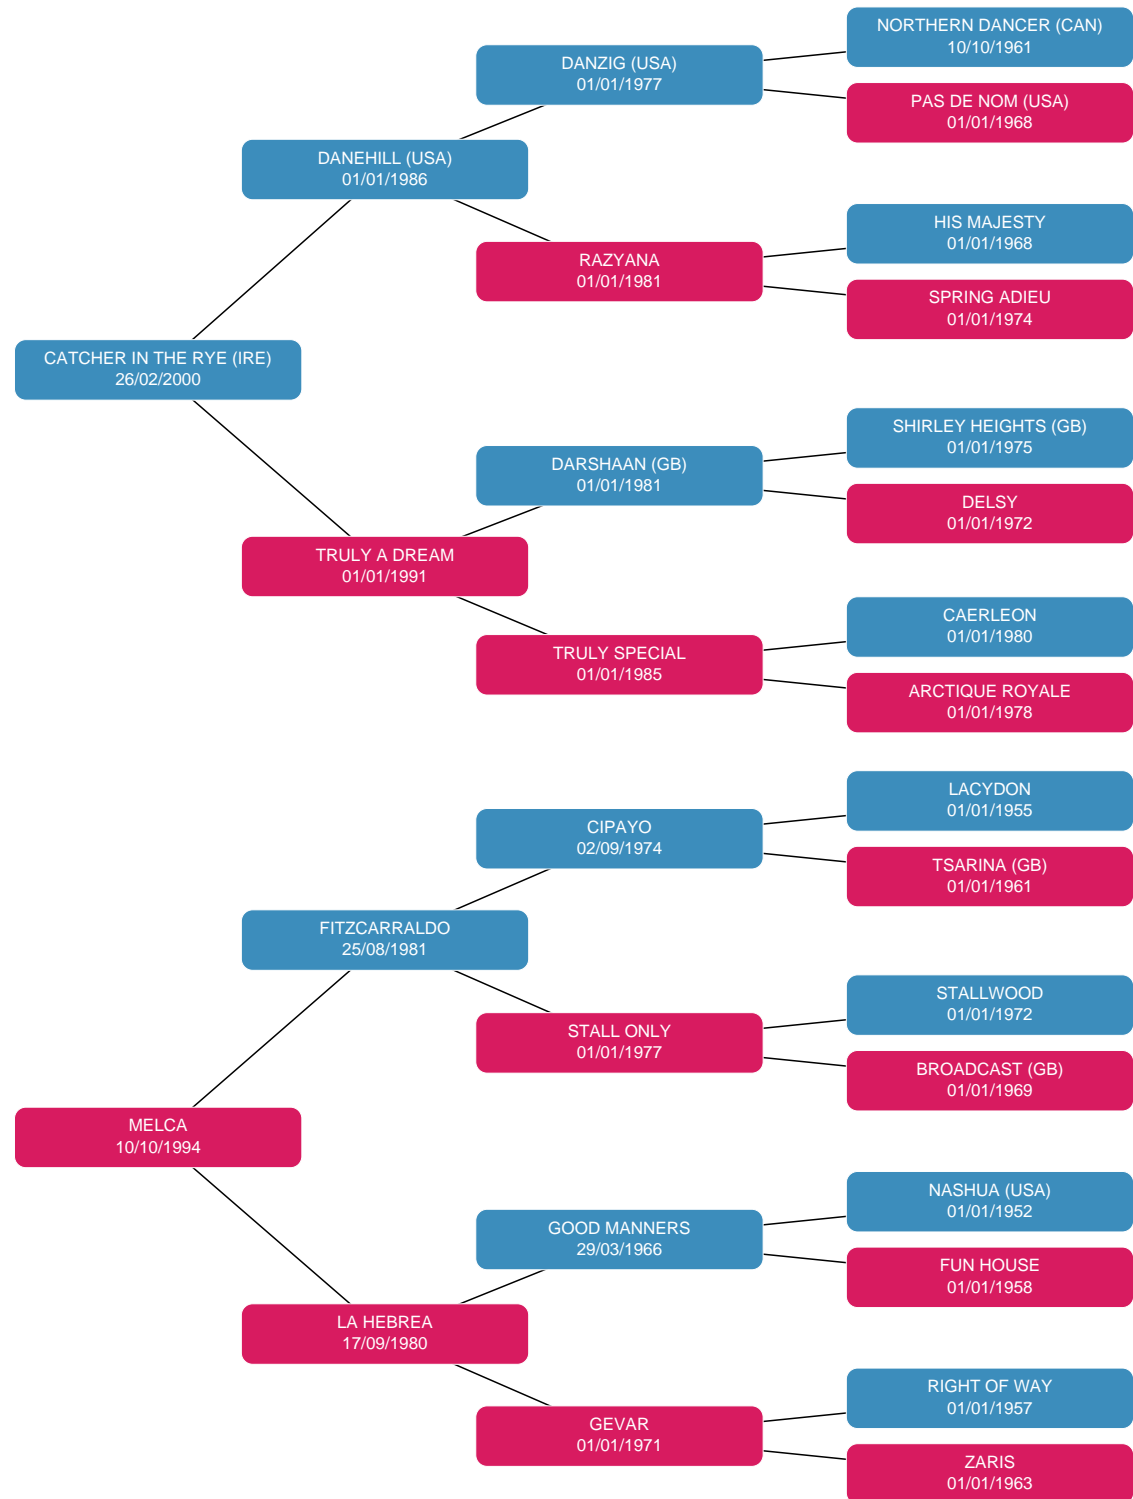 NORTHERN DANCER (CAN)
10/10/1961
DANZIG (USA)
01/01/1977
PAS DE NOM (USA)
01/01/1968
DANEHILL (USA)
01/01/1986
HIS MAJESTY
01/01/1968
RAZYANA
01/01/1981
SPRING ADIEU
01/01/1974
CATCHER IN THE RYE (IRE)
26/02/2000
SHIRLEY HEIGHTS (GB)
01/01/1975
DARSHAAN (GB)
01/01/1981
DELSY
01/01/1972
TRULY A DREAM
01/01/1991
CAERLEON
01/01/1980
TRULY SPECIAL
01/01/1985
ARCTIQUE ROYALE
01/01/1978
LACYDON
01/01/1955
CIPAYO
02/09/1974
TSARINA (GB)
01/01/1961
FITZCARRALDO
25/08/1981
STALLWOOD
01/01/1972
STALL ONLY
01/01/1977
BROADCAST (GB)
01/01/1969
MELCA
10/10/1994
NASHUA (USA)
01/01/1952
GOOD MANNERS
29/03/1966
FUN HOUSE
01/01/1958
LA HEBREA
17/09/1980
RIGHT OF WAY
01/01/1957
GEVAR
01/01/1971
ZARIS
01/01/1963